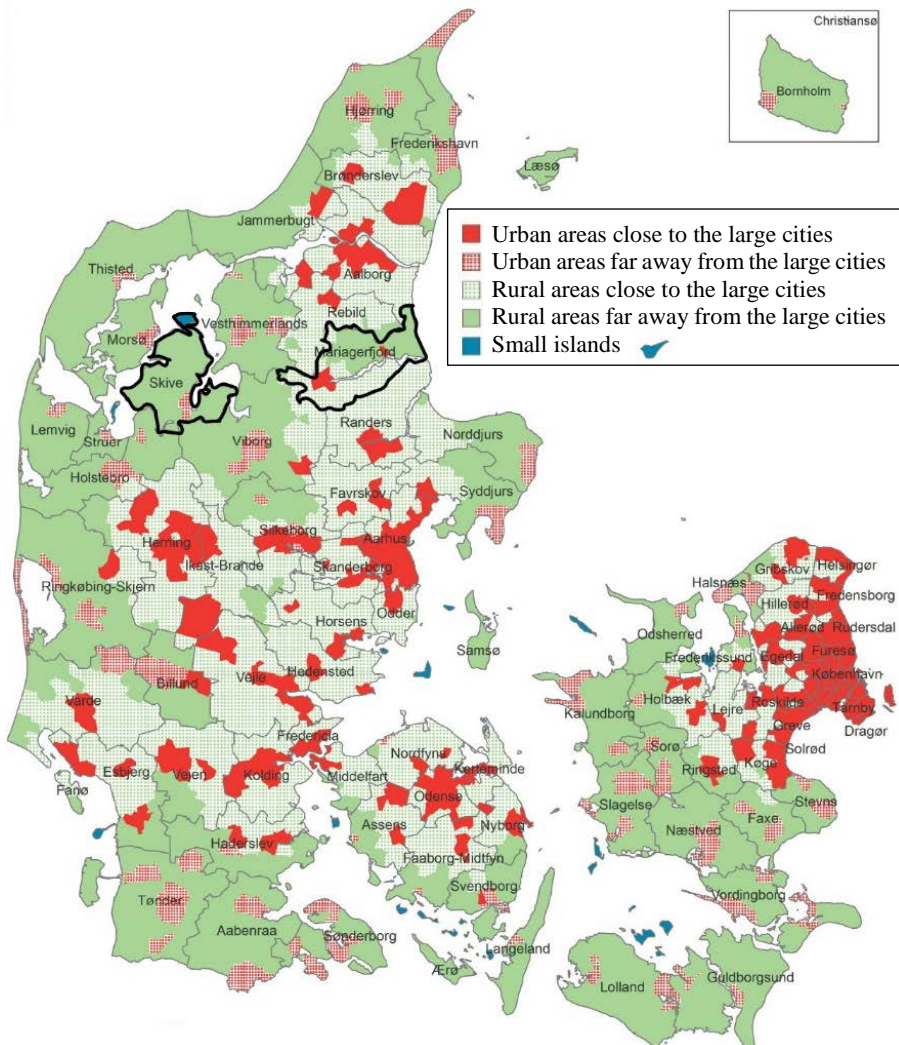 Christiansø
Bornholm
Hjørring
Frederikshavn
Læsø
Brønderslev
Jammerbugt
Urban areas close to the large cities
Urban areas far away from the large cities
Rural areas close to the large cities
Rural areas far away from the large cities
Small islands
Thisted
Aalborg
Rebild
Vesthimmerlands
Morsø
Mariagerfjord
Skive
Lemvig
Struer
Randers
Norddjurs
Viborg
Holstebro
Syddjurs
Favrskov
Silkeborg
Aarhus
Herning
Ikast-Brande
Skanderborg
Ringkøbing-Skjern
Odder
Horsens
Samsø
Hedensted
Billund
Vejle
Varde
Fredericia
Esbjerg
Vejen
Kolding
Middelfart
Fanø
Nordfyns
Kerteminde
Odense
Assens
Nyborg
Haderslev
Faaborg-Midtfyn
Svendborg
Tønder
Aabenraa
Sønderborg
Ærø
Langeland
Gribskov
Helsingør
Halsnæs
Fredensborg
Hillerød
Odsherred
Allerød
Rudersdal
Frederikssund
Egedal
Furesø
København
Holbæk
Roskilde
Tårnby
Kalundborg
Lejre
Greve
Dragør
Sorø
Solrød
Ringsted
Køge
Slagelse
Stevns
Næstved
Faxe
Vordingborg
Lolland
Guldborgsund